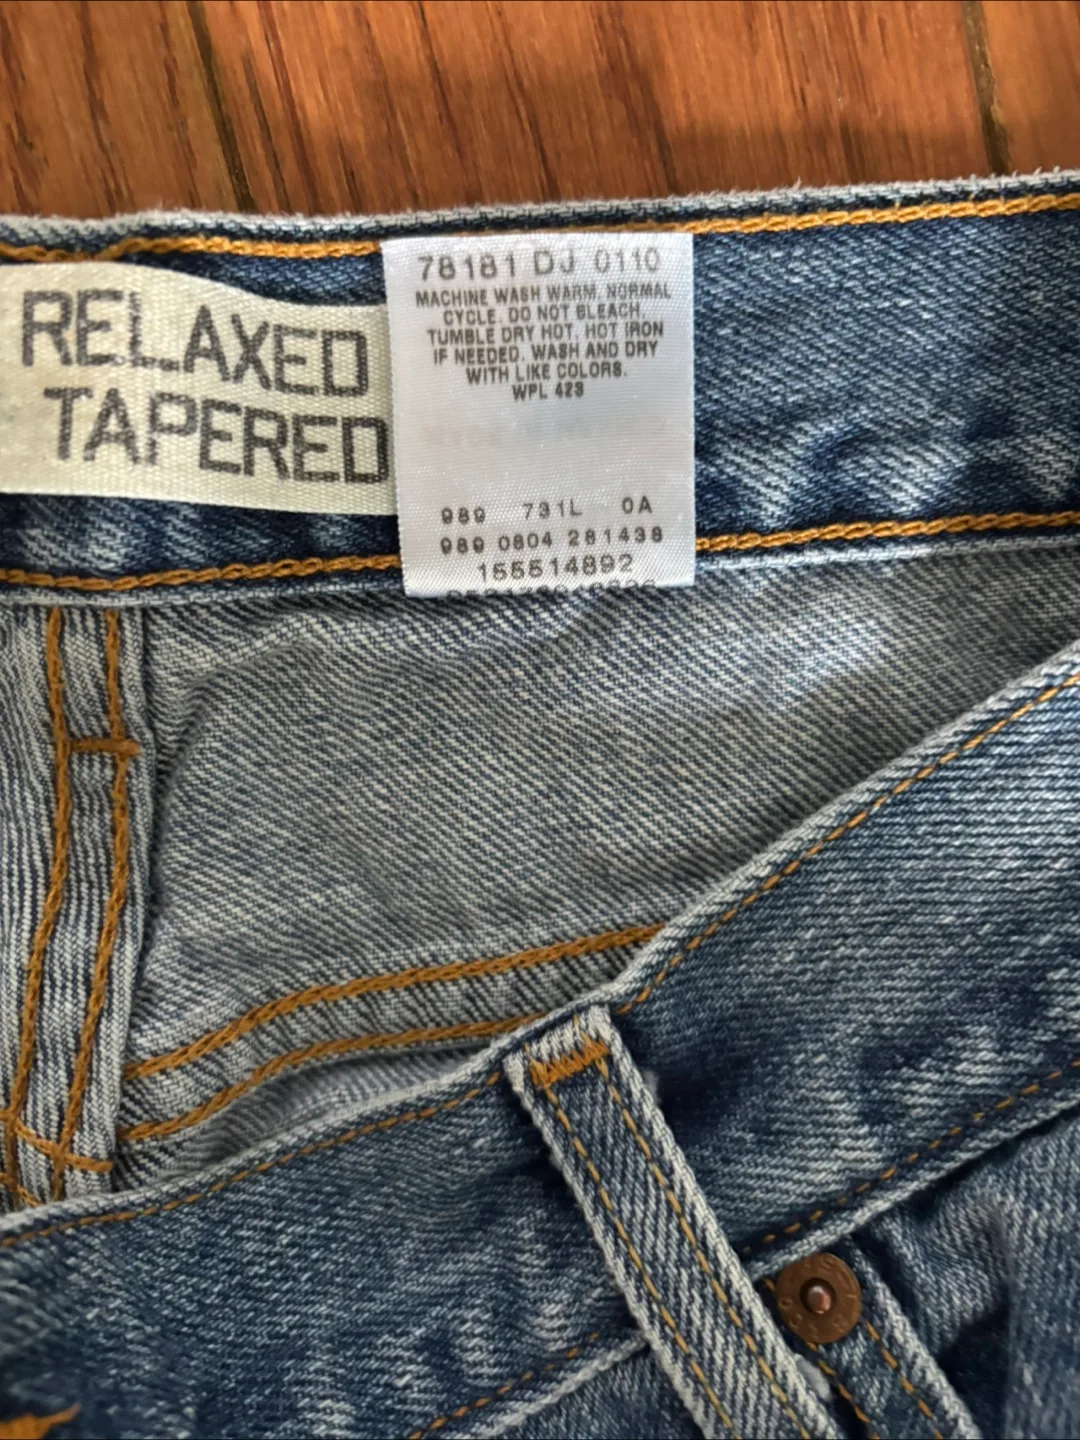 RELAXED
TAPERED
78181 DJ 0110
MACHINE WASH WARM, NORMAL
CYCLE. DO NOT BLEACH.
TUMBLE DRY HOT. HOT IRON
IF NEEDED. WASH AND DRY
WITH LIKE COLORS.
WPL 423
989 731L 0A
989 0804 281438
155514892